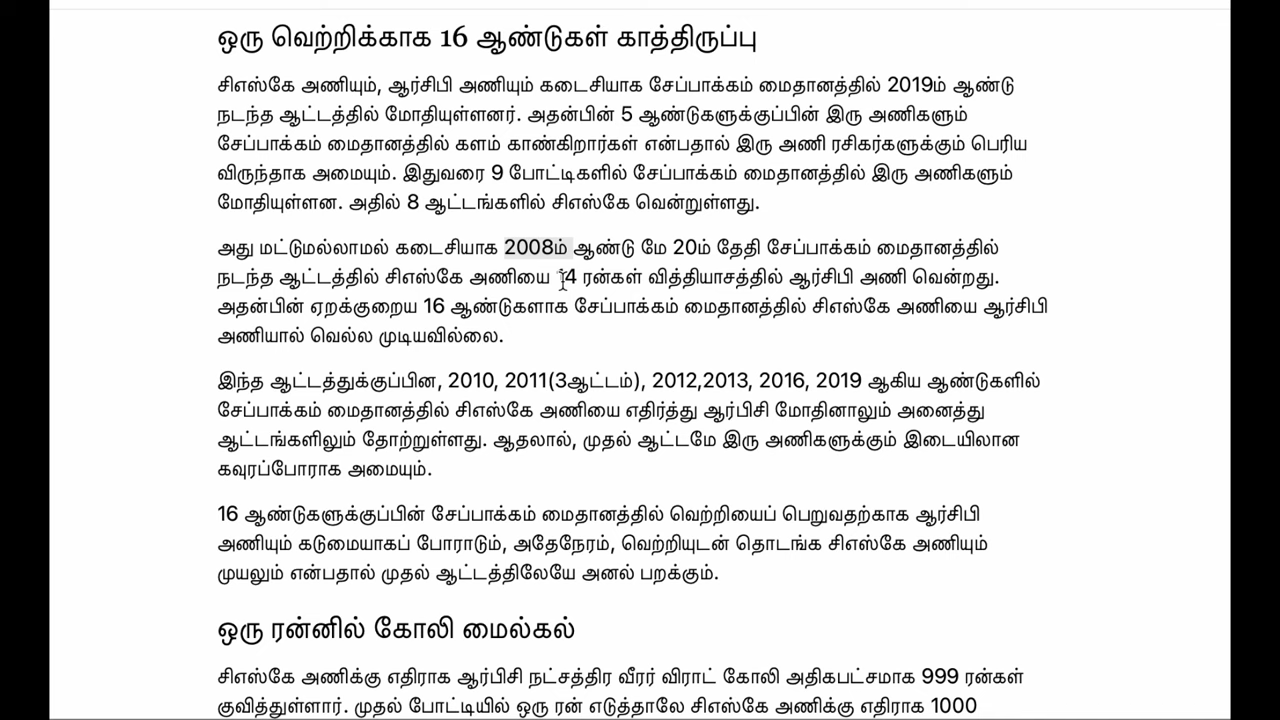 ஒரு வெற்றிக்காக 16 ஆண்டுகள் காத்திருப்பு
சிஎஸ்கே அணியும், ஆர்சிபி அணியும் கடைசியாக சேப்பாக்கம் மைதானத்தில் 2019ம் ஆண்டு
நடந்த ஆட்டத்தில் மோதியுள்ளனர். அதன்பின் 5 ஆண்டுகளுக்குப்பின் இரு அணிகளும்
சேப்பாக்கம் மைதானத்தில் களம் காண்கிறார்கள் என்பதால் இரு அணி ரசிகர்களுக்கும் பெரிய
விருந்தாக அமையும். இதுவரை 9 போட்டிகளில் சேப்பாக்கம் மைதானத்தில் இரு அணிகளும்
மோதியுள்ளன. அதில் 8 ஆட்டங்களில் சிஎஸ்கே வென்றுள்ளது.
அது மட்டுமல்லாமல் கடைசியாக 2008ம் ஆண்டு மே 20ம் தேதி சேப்பாக்கம் மைதானத்தில்
நடந்த ஆட்டத்தில் சிஎஸ்கே அணியை 14 ரன்கள் வித்தியாசத்தில் ஆர்சிபி அணி வென்றது.
அதன்பின் ஏறக்குறைய 16 ஆண்டுகளாக சேப்பாக்கம் மைதானத்தில் சிஎஸ்கே அணியை ஆர்சிபி
அணியால் வெல்ல முடியவில்லை.
இந்த ஆட்டத்துக்குப்பின, 2010, 2011(3ஆட்டம்), 2012,2013, 2016, 2019 ஆகிய ஆண்டுகளில்
சேப்பாக்கம் மைதானத்தில் சிஎஸ்கே அணியை எதிர்த்து ஆர்பிசி மோதினாலும் அனைத்து
ஆட்டங்களிலும் தோற்றுள்ளது. ஆதலால், முதல் ஆட்டமே இரு அணிகளுக்கும் இடையிலான
கவுரப்போராக அமையும்.
16 ஆண்டுகளுக்குப்பின் சேப்பாக்கம் மைதானத்தில் வெற்றியைப் பெறுவதற்காக ஆர்சிபி
அணியும் கடுமையாகப் போராடும், அதேநேரம், வெற்றியுடன் தொடங்க சிஎஸ்கே அணியும்
முயலும் என்பதால் முதல் ஆட்டத்திலேயே அனல் பறக்கும்.
ஒரு ரன்னில் கோலி மைல்கல்
சிஎஸ்கே அணிக்கு எதிராக ஆர்பிசி நட்சத்திர வீரர் விராட் கோலி அதிகபட்சமாக 999 ரன்கள்
குவித்துள்ளார். முதல் போட்டியில் ஒரு ரன் எடுத்தாலே சிஎஸ்கே அணிக்கு எதிராக 1000